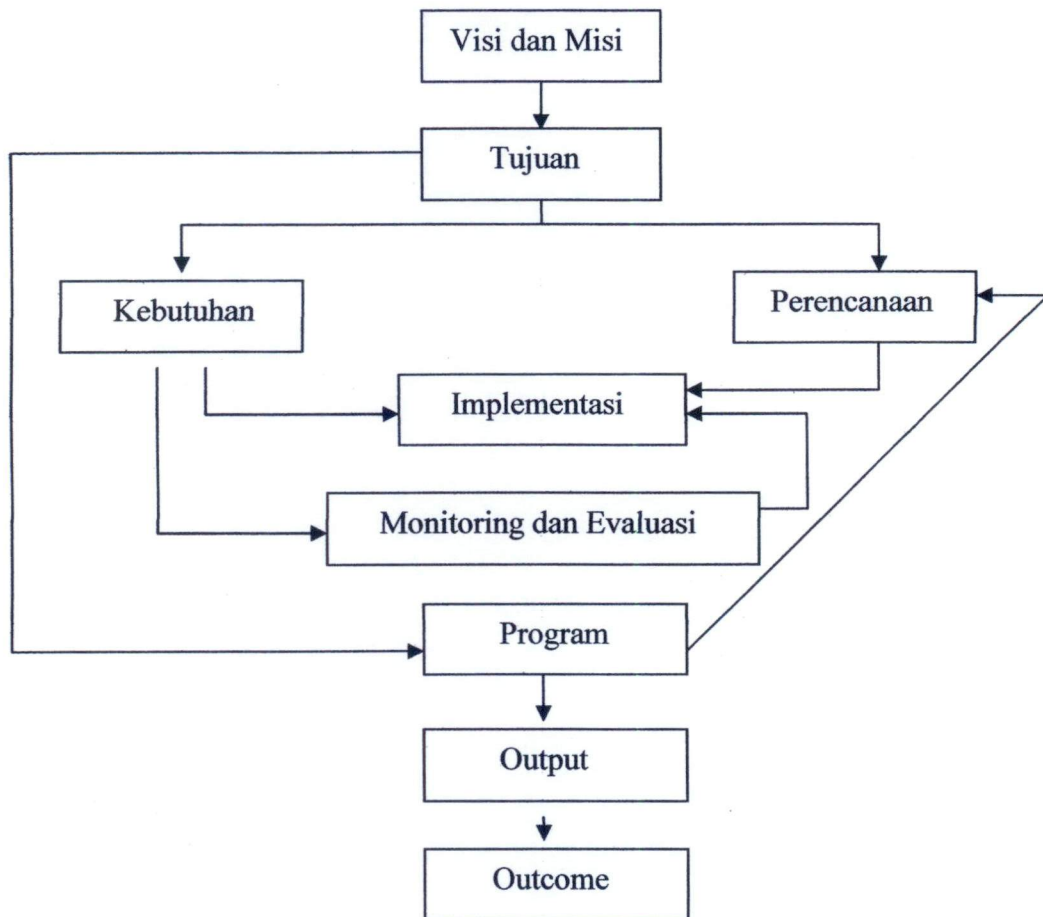 Visi dan Misi
Tujuan
Kebutuhan
Perencanaan
Implementasi
Monitoring dan Evaluasi
Program
Output
Outcome